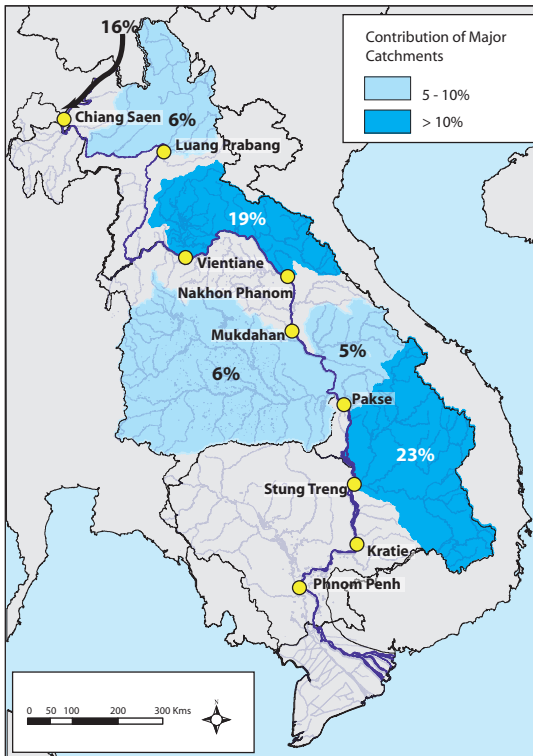 16%
Contribution of Major
Catchments
5 - 10%
> 10%
Chiang Saen
6%
Luang Prabang
19%
Vientiane
Nakhon Phanom
Mukdahan
5%
6%
Pakse
23%
Stung Treng
Kratie
Phnom Penh
N
0 50 100 200 300 Kms